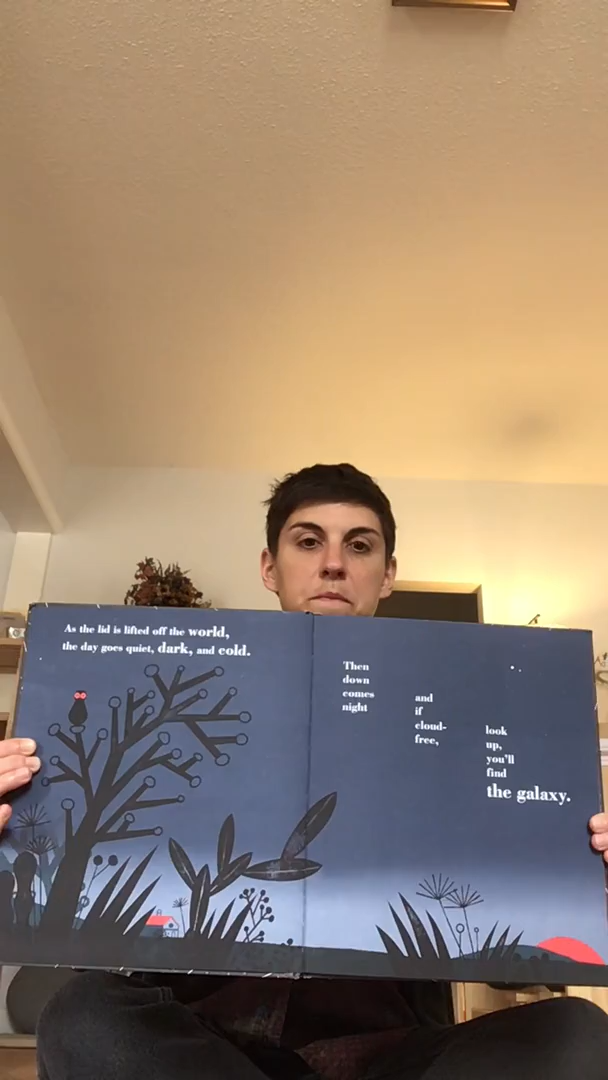 As the lid is lifted off the world,
the day goes quiet, dark, and cold.
Then
down
comes
night
and
if
cloud-
free,
look
up,
you'll
find
the galaxy.